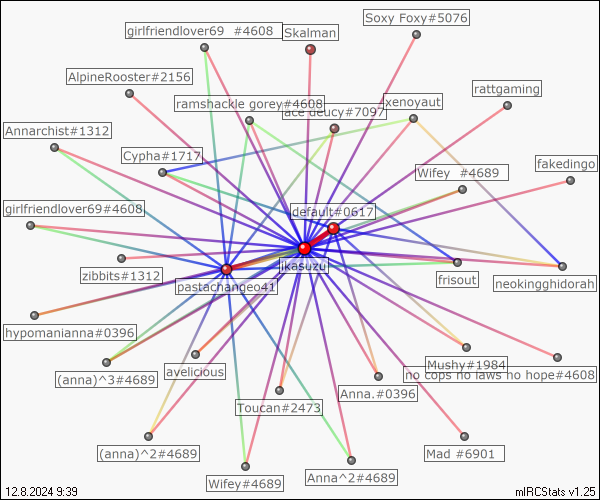 Soxy Foxy#5076
girlfriendlover69 #4608
Skalman
AlpineRooster#2156
rattgaming
ramshackle gorey#4608
xenoyaut
ace deucy#7097
Annarchist#1312
Cypha#1717
fakedingo
Wifey #4689
girlfriendlover69#4608
default#0617
ikasuzu
zibbits#1312
frisout
neokingghidorah
pastachangeo41
hypomanianna#0396
Mushy#1984
no cops no laws no hope#4608
avelicious
(anna)^3#4689
Anna.#0396
Toucan#2473
(anna)^2#4689
Mad #6901
Anna^2#4689
Wifey#4689
12.8.2024 9:39
mIRCStats v1.25